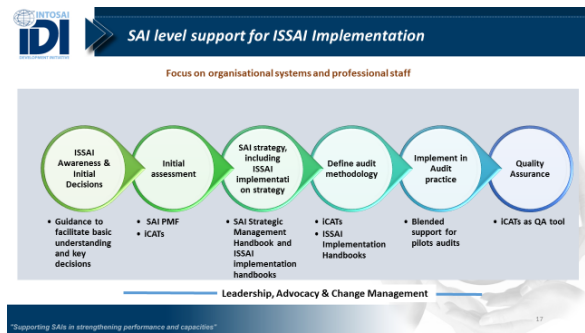 INTOSAI
IDI
DEVELOPMENT INITIATIVE
SAI level support for ISSAI Implementation
Focus on organisational systems and professional staff
ISSAI
Awareness &
Initial
Decisions
Initial
assessment
SAI strategy,
including
ISSAI
implementati
on strategy
Define audit
methodology
Implement in
Audit
practice
Quality
Assurance
• Guidance to
facilitate basic
understanding
and key
decisions
• SAI PMF
• iCATs
• SAI Strategic
Management
Handbook and
ISSAI
implementation
handbooks
• iCATs
• ISSAI
Implementation
Handbooks
• Blended
support for
pilots audits
• iCATs as QA tool
Leadership, Advocacy & Change Management
17
"Supporting SAIs in strengthening performance and capacities"